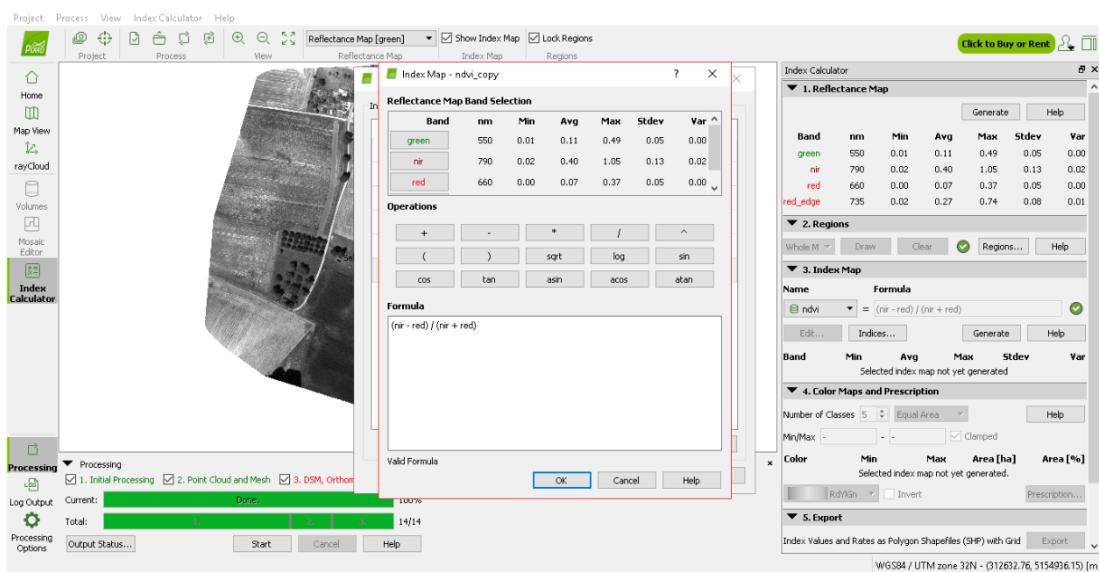 Project Process View Index Calculator Help
Pix4D
Reflectance Map [green] Show Index Map Lock Regions
Project Process View Reflectance Map Index Map Regions
Click to Buy or Rent
Home
Map View
rayCloud
Volumes
Mosaic
Editor
Index
Calculator
Processing
Log Output
Processing
Options
Index Map - ndvi_copy ? X
In
Reflectance Map Band Selection
Band nm Min Avg Max Stdev Var
green 550 0.01 0.11 0.49 0.05 0.00
nir 790 0.02 0.40 1.05 0.13 0.02
red 660 0.00 0.07 0.37 0.05 0.00
Operations
+ - * / ^
( ) sqrt log sin
cos tan asin acos atan
Formula
(nir - red) / (nir + red)
Valid Formula
OK Cancel Help
Processing
1. Initial Processing 2. Point Cloud and Mesh 3. DSM, Orthom
Current: Done. 100%
Total: 1. 2. 3. 14/14
Output Status... Start Cancel Help
Index Calculator
1. Reflectance Map
Generate Help
Band nm Min Avg Max Stdev Var
green 550 0.01 0.11 0.49 0.05 0.00
nir 790 0.02 0.40 1.05 0.13 0.02
red 660 0.00 0.07 0.37 0.05 0.00
red_edge 735 0.02 0.27 0.74 0.08 0.01
2. Regions
Whole M Draw Clear Regions... Help
3. Index Map
Name Formula
ndvi = (nir - red) / (nir + red)
Edit... Indices... Generate Help
Band Min Avg Max Stdev Var
Selected index map not yet generated
4. Color Maps and Prescription
Number of Classes 5 Equal Area Help
Min/Max - - - Clamped
Color Min Max Area [ha] Area [%]
Selected index map not yet generated.
RdYlGn Invert Prescription...
5. Export
Index Values and Rates as Polygon Shapefiles (SHP) with Grid Export
WGS84 / UTM zone 32N - (312632.76, 5154936.15) [m